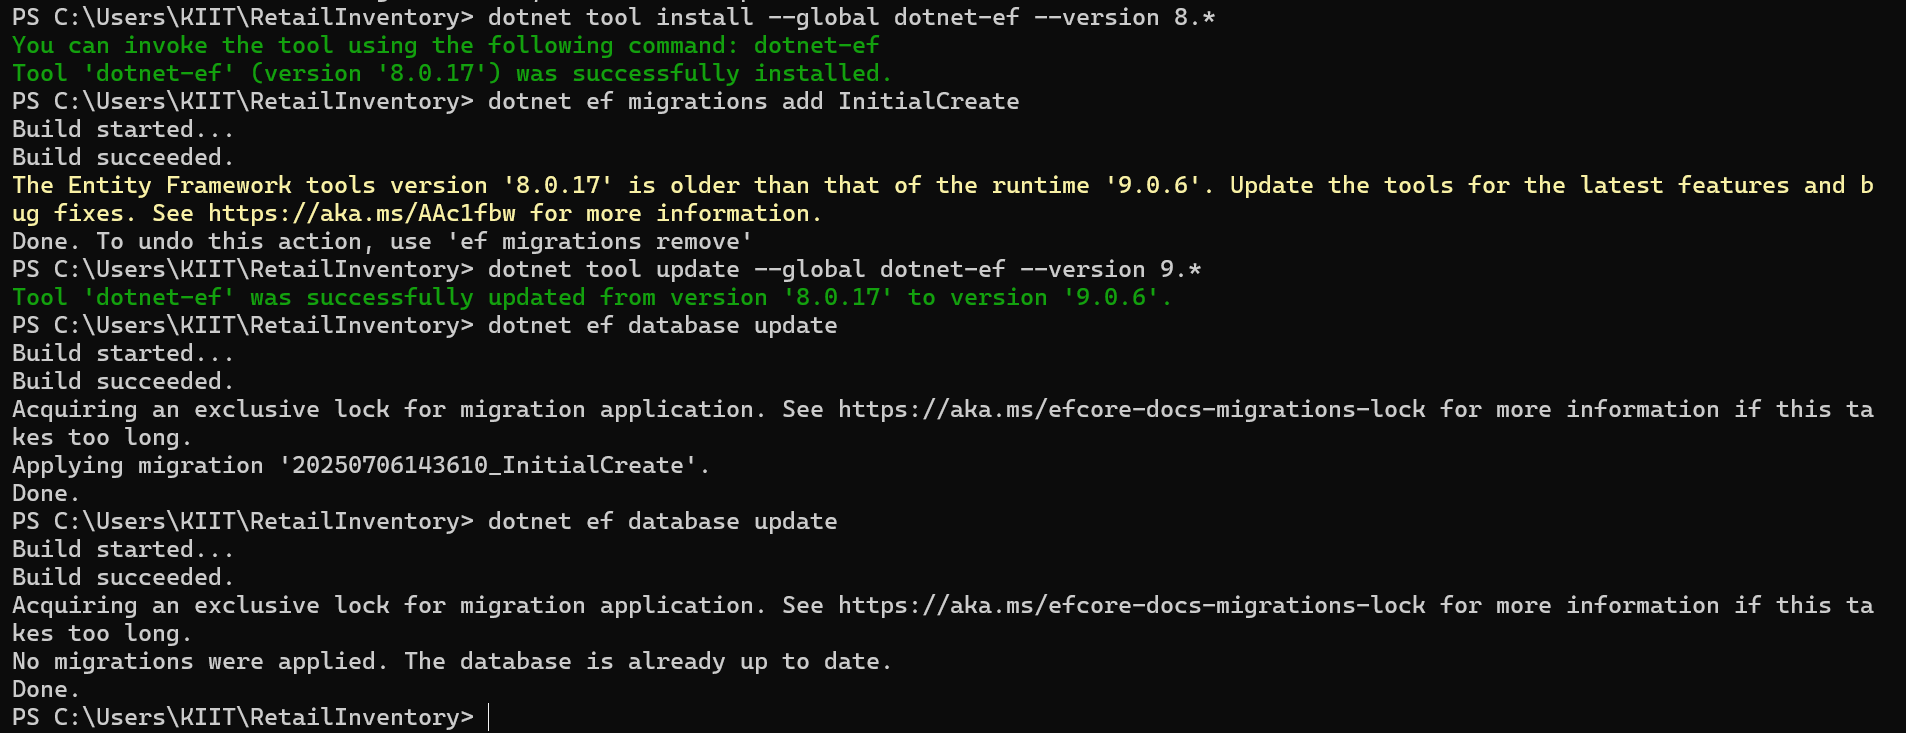 PS C:\Users\KIIT\RetailInventory> dotnet tool install --global dotnet-ef --version 8.*
You can invoke the tool using the following command: dotnet-ef
Tool 'dotnet-ef' (version '8.0.17') was successfully installed.
PS C:\Users\KIIT\RetailInventory> dotnet ef migrations add InitialCreate
Build started...
Build succeeded.
The Entity Framework tools version '8.0.17' is older than that of the runtime '9.0.6'. Update the tools for the latest features and b
ug fixes. See https://aka.ms/AAc1fbw for more information.
Done. To undo this action, use 'ef migrations remove'
PS C:\Users\KIIT\RetailInventory> dotnet tool update --global dotnet-ef --version 9.*
Tool 'dotnet-ef' was successfully updated from version '8.0.17' to version '9.0.6'.
PS C:\Users\KIIT\RetailInventory> dotnet ef database update
Build started...
Build succeeded.
Acquiring an exclusive lock for migration application. See https://aka.ms/efcore-docs-migrations-lock for more information if this ta
kes too long.
Applying migration '20250706143610_InitialCreate'.
Done.
PS C:\Users\KIIT\RetailInventory> dotnet ef database update
Build started...
Build succeeded.
Acquiring an exclusive lock for migration application. See https://aka.ms/efcore-docs-migrations-lock for more information if this ta
kes too long.
No migrations were applied. The database is already up to date.
Done.
PS C:\Users\KIIT\RetailInventory>